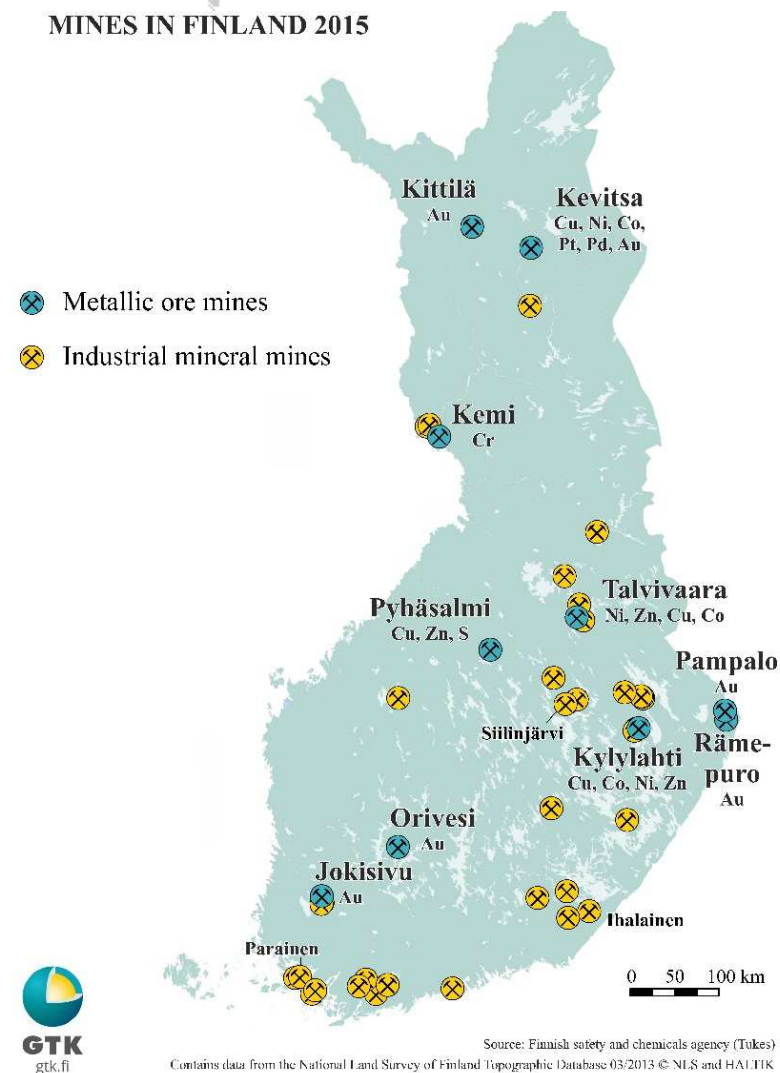 MINES IN FINLAND 2015
Kittilä
Au
Kevitsa
Cu, Ni, Co,
Pt, Pd, Au
Metallic ore mines
Industrial mineral mines
Kemi
Cr
Talvivaara
Ni, Zn, Cu, Co
Pyhäsalmi
Cu, Zn, S
Pampalo
Au
Siilinjärvi
Räme-
puro
Au
Kylylahti
Cu, Co, Ni, Zn
Orivesi
Au
Jokisivu
Au
Ihalainen
Parainen
0 50 100 km
GTK
gtk.fi
Source: Finnish safety and chemicals agency (Tukes)
Contains data from the National Land Survey of Finland Topographic Database 03/2013 © NLS and HALTIK